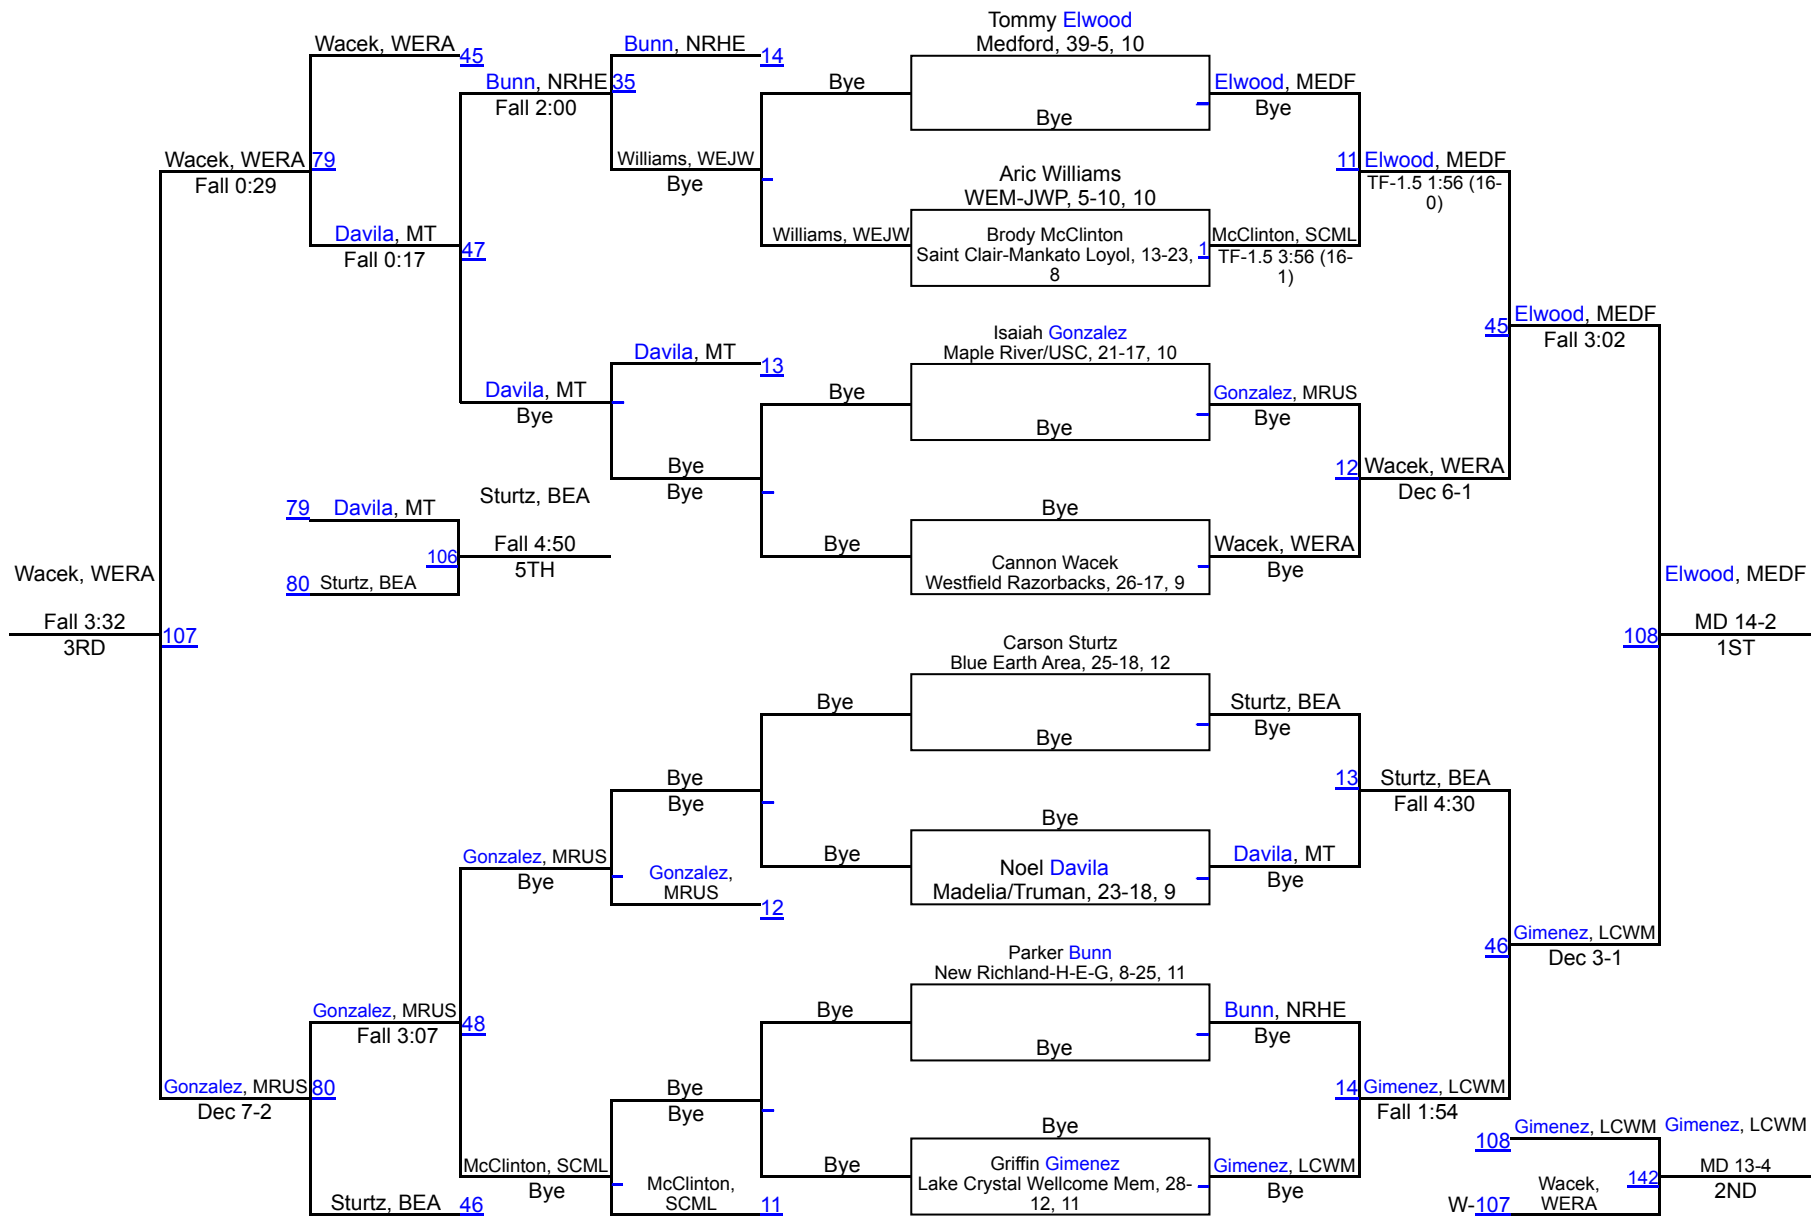 Wacek, WERA
45
Bunn, NRHE
35
Fall 2:00
Bunn, NRHE
14
Williams, WEJW
Bye
Wacek, WERA
79
Fall 0:29
Davila, MT
47
Fall 0:17
Davila, MT
13
Davila, MT
Bye
Bye
Bye
79
Davila, MT
106
80
Sturtz, BEA
Sturtz, BEA
Fall 4:50
5TH
Wacek, WERA
Fall 3:32
3RD
107
Bye
Bye
Gonzalez, MRUS
Bye
Gonzalez,
MRUS
12
Gonzalez, MRUS
48
Fall 3:07
Gonzalez, MRUS
80
Dec 7-2
Bye
Bye
McClinton, SCML
Bye
McClinton,
SCML
11
Sturtz, BEA
46
Tommy Elwood
Medford, 39-5, 10
Bye
Bye
Elwood, MEDF
Bye
Aric Williams
WEM-JWP, 5-10, 10
Williams, WEJW
Brody McClinton
Saint Clair-Mankato Loyol, 13-23,
8
1
McClinton, SCML
TF-1.5 3:56 (16-
1)
11
Elwood, MEDF
TF-1.5 1:56 (16-
0)
Isaiah Gonzalez
Maple River/USC, 21-17, 10
Bye
Bye
Gonzalez, MRUS
Bye
Bye
Bye
Cannon Wacek
Westfield Razorbacks, 26-17, 9
Wacek, WERA
Bye
12
Wacek, WERA
Dec 6-1
45
Elwood, MEDF
Fall 3:02
Carson Sturtz
Blue Earth Area, 25-18, 12
Bye
Bye
Sturtz, BEA
Bye
Bye
Bye
Noel Davila
Madelia/Truman, 23-18, 9
Davila, MT
Bye
13
Sturtz, BEA
Fall 4:30
Parker Bunn
New Richland-H-E-G, 8-25, 11
Bye
Bye
Bunn, NRHE
Bye
Bye
Bye
Griffin Gimenez
Lake Crystal Wellcome Mem, 28-
12, 11
Gimenez, LCWM
Bye
14
Gimenez, LCWM
Fall 1:54
46
Gimenez, LCWM
Dec 3-1
Elwood, MEDF
108
MD 14-2
1ST
108
Gimenez, LCWM
W-107
Wacek,
WERA
142
Gimenez, LCWM
MD 13-4
2ND